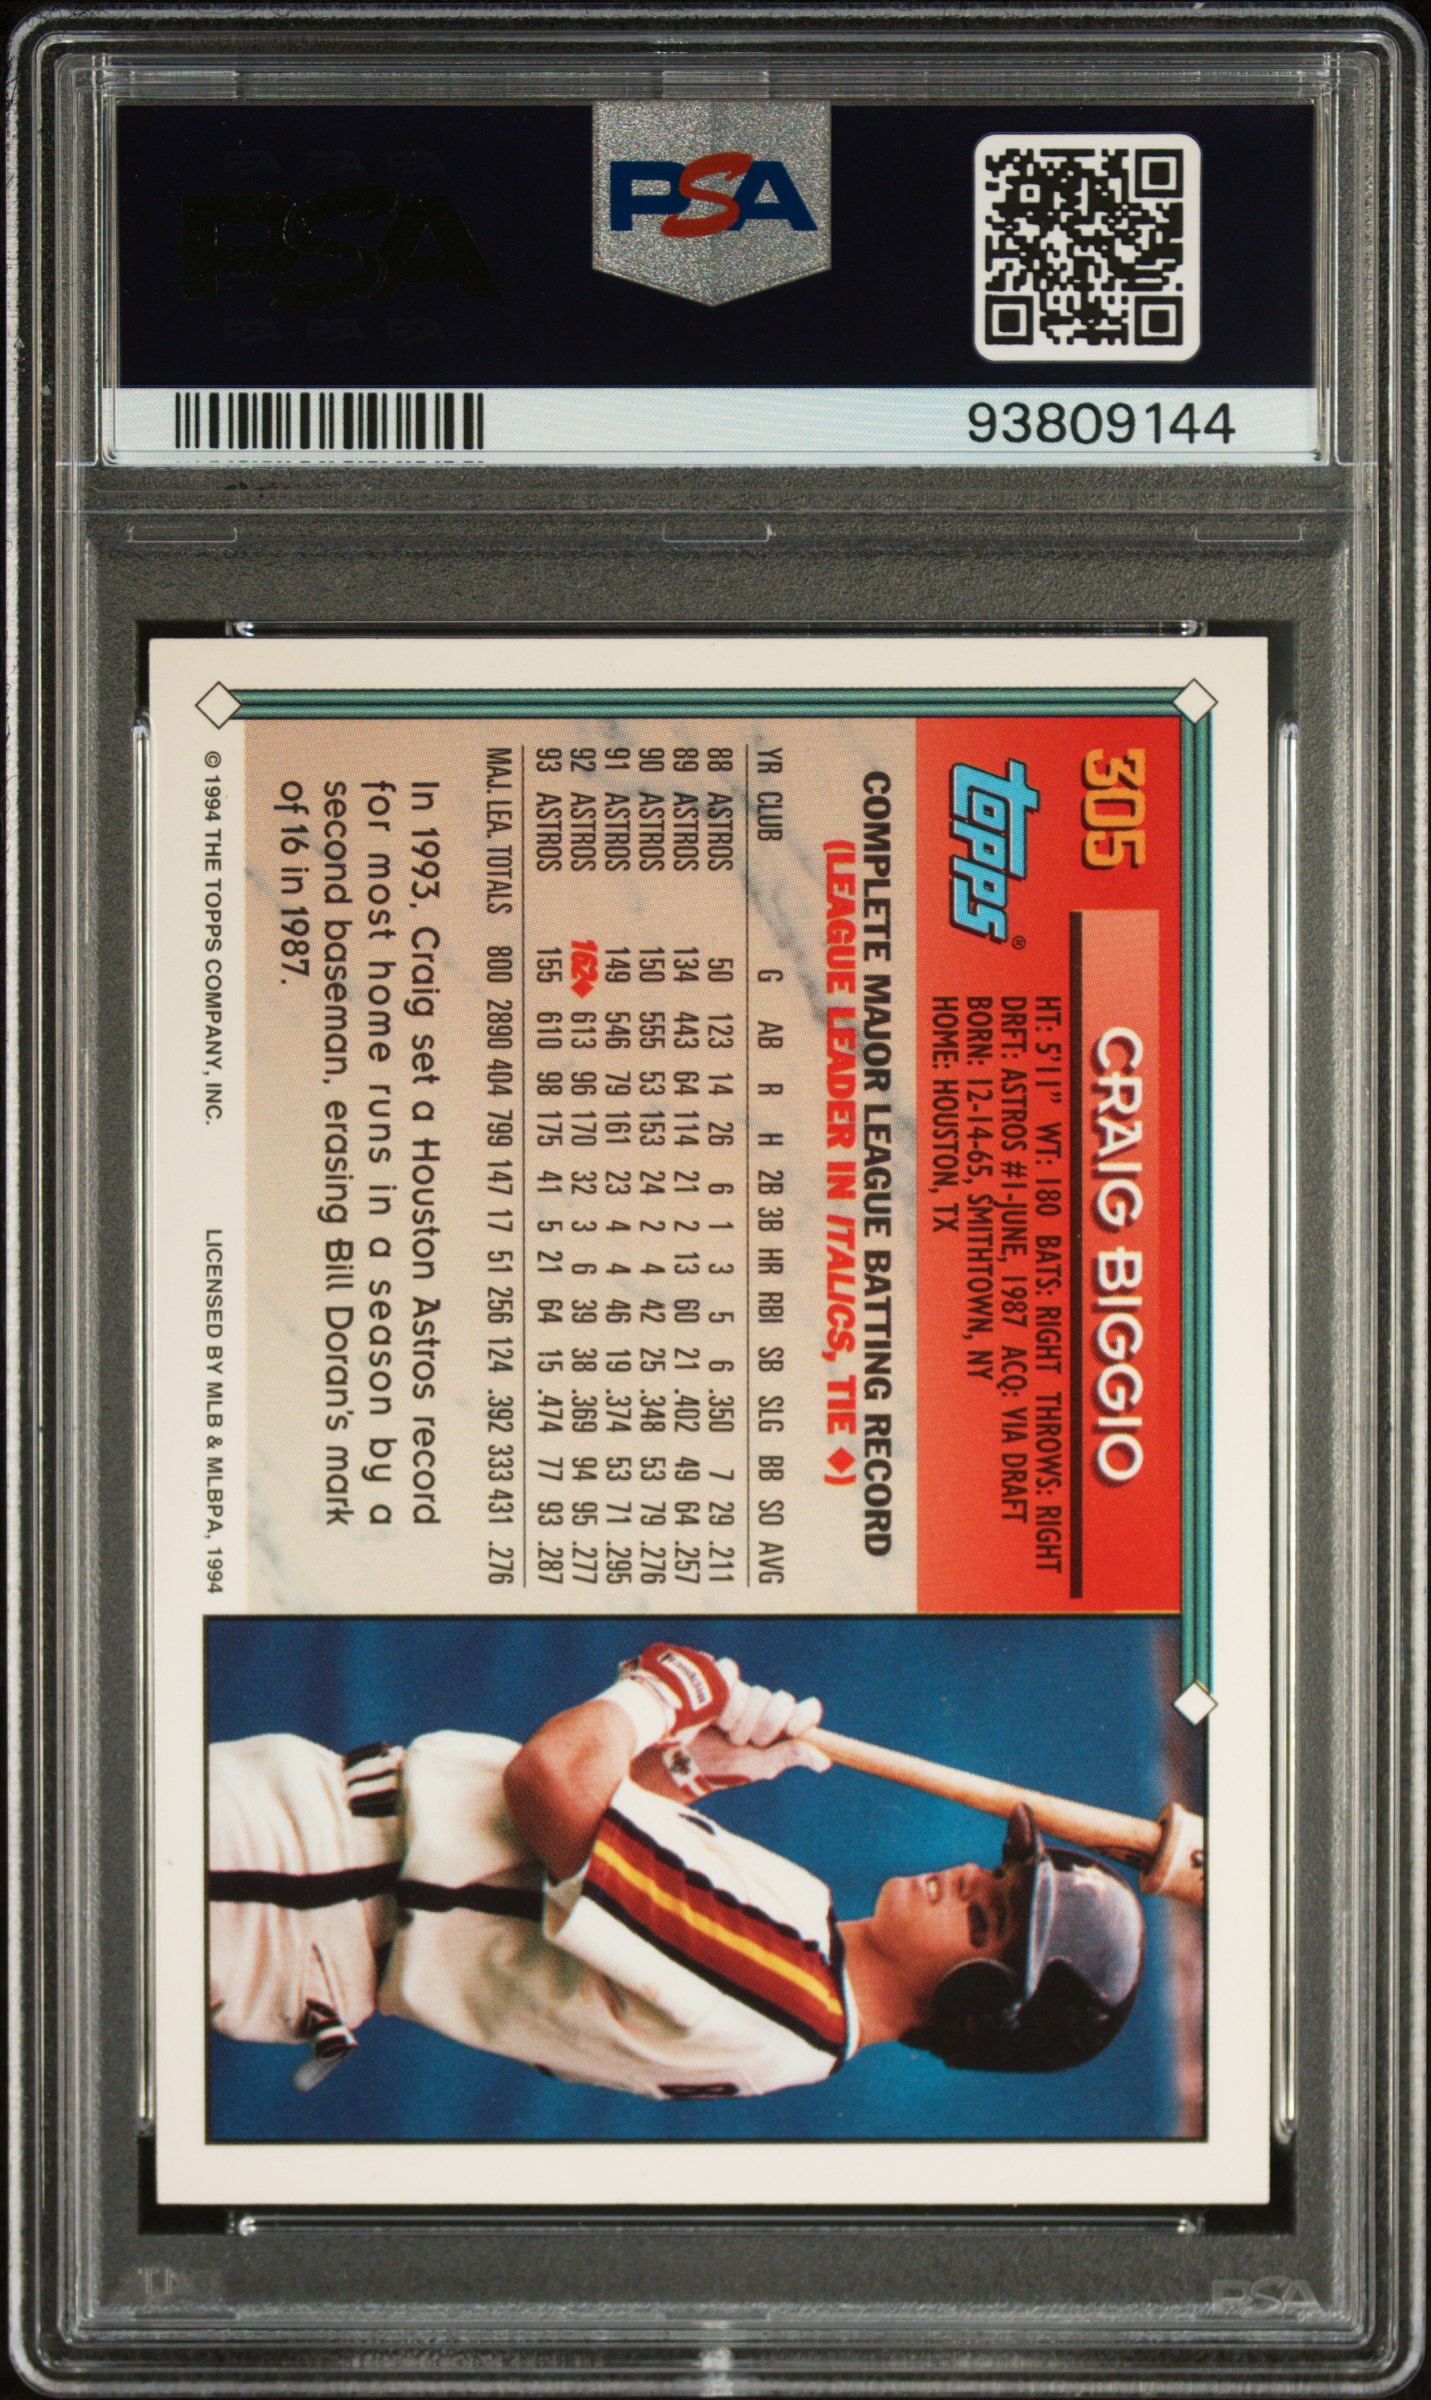 PSA PSA PSA
PSA
PSA PSA PSA
PSA
93809144
305
CRAIG BIGGIO
Topps®
HT: 5'11" WT: 180 BATS: RIGHT THROWS: RIGHT
DRFT: ASTROS #1-JUNE, 1987 ACQ: VIA DRAFT
BORN: 12-14-65, SMITHTOWN, NY
HOME: HOUSTON, TX
COMPLETE MAJOR LEAGUE BATTING RECORD
(LEAGUE LEADER IN ITALICS, TIE ♦)
YR CLUB G AB R H 2B 3B HR RBI SB SLG BB SO AVG
88 ASTROS 50 123 14 26 6 1 3 5 6 .350 7 29 .211
89 ASTROS 134 443 64 114 21 2 13 60 21 .402 49 64 .257
90 ASTROS 150 555 53 153 24 2 4 42 25 .348 53 79 .276
91 ASTROS 149 546 79 161 23 4 4 46 19 .374 53 71 .295
92 ASTROS 162♦ 613 96 170 32 3 6 39 38 .369 94 95 .277
93 ASTROS 155 610 98 175 41 5 21 64 15 .474 77 93 .287
MAJ. LEA. TOTALS 800 2890 404 799 147 17 51 256 124 .392 333 431 .276
In 1993, Craig set a Houston Astros record
for most home runs in a season by a
second baseman, erasing Bill Doran's mark
of 16 in 1987.
© 1994 THE TOPPS COMPANY, INC. LICENSED BY MLB & MLBPA, 1994
PSA